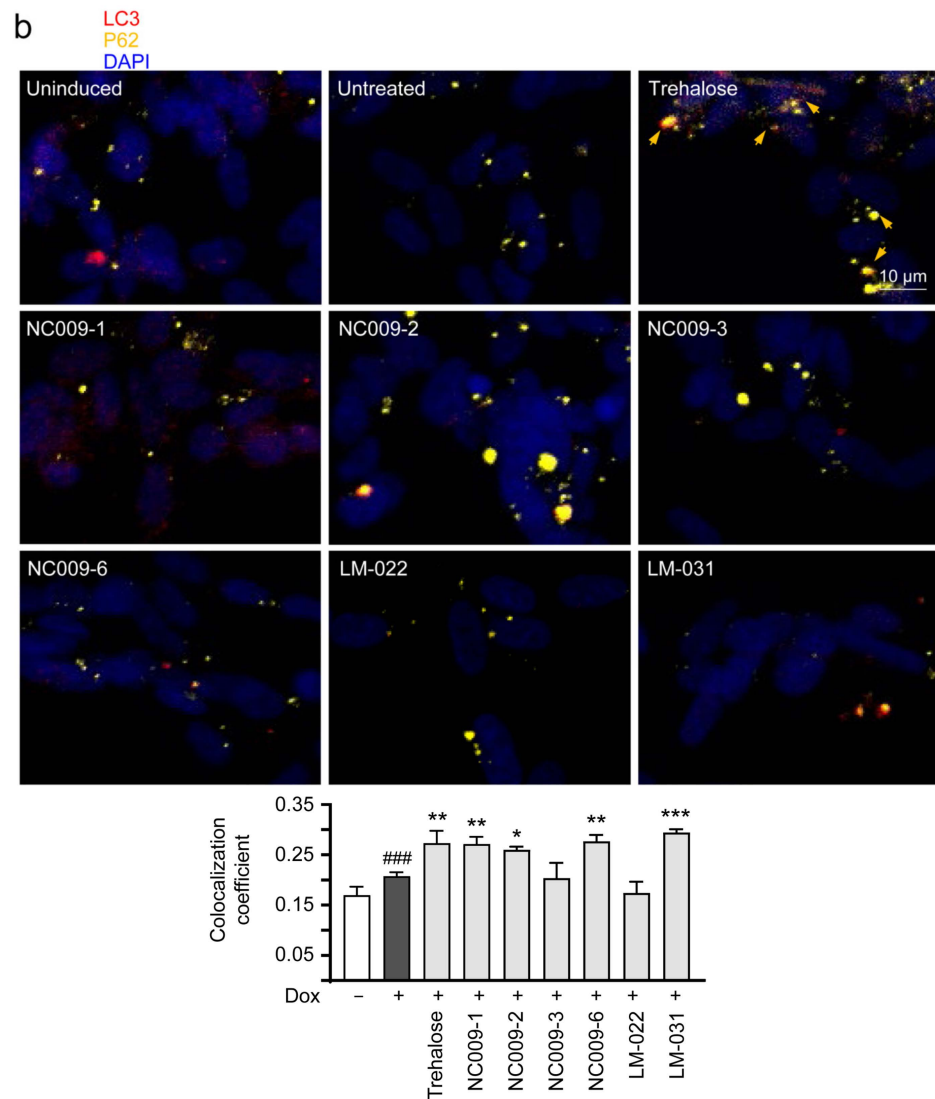 b
LC3
P62
DAPI
Uninduced
Untreated
Trehalose
10 µm
NC009-1
NC009-2
NC009-3
NC009-6
LM-022
LM-031
Colocalization
coefficient
0.35
0.25
0.15
0.05
###
**
**
*
**
***
Dox
– + + + + + + + +
Trehalose
NC009-1
NC009-2
NC009-3
NC009-6
LM-022
LM-031